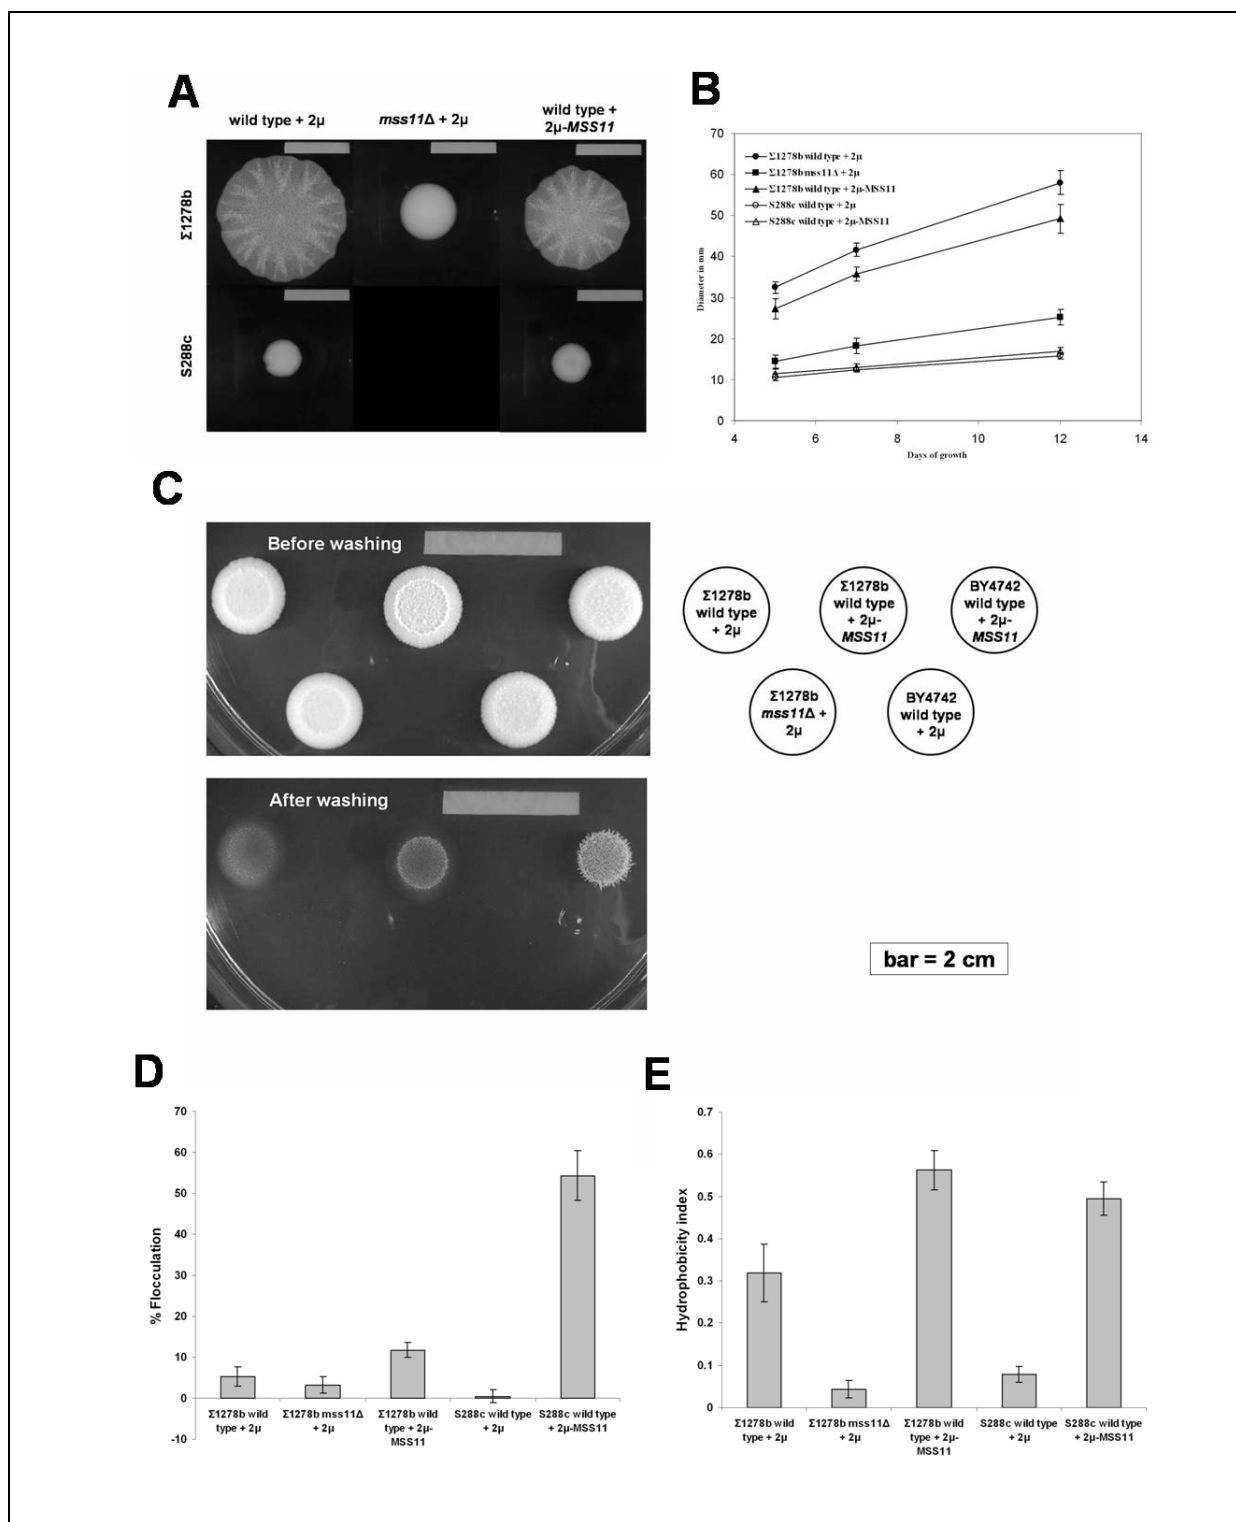 A
wild type + 2µ
mss11Δ + 2µ
wild type +
2µ-MSS11
Σ1278b
S288c
B
70
60
50
40
30
20
10
0
Diameter in mm
Σ1278b wild type + 2µ
Σ1278b mss11Δ + 2µ
Σ1278b wild type + 2µ-MSS11
S288c wild type + 2µ
S288c wild type + 2µ-MSS11
4
6
8
10
12
14
Days of growth
C
Before washing
Σ1278b
wild type
+ 2µ
Σ1278b
wild type
+ 2µ-
MSS11
BY4742
wild type
+ 2µ-
MSS11
Σ1278b
mss11Δ +
2µ
BY4742
wild type
+ 2µ
After washing
bar = 2 cm
D
70
60
50
40
30
20
10
0
-10
% Flocculation
Σ1278b wild
type + 2µ
Σ1278b mss11Δ
+ 2µ
Σ1278b wild
type + 2µ-
MSS11
S288c wild type
+ 2µ
S288c wild type
+ 2µ-MSS11
E
0.7
0.6
0.5
0.4
0.3
0.2
0.1
0
Hydrophobicity index
Σ1278b wild
type + 2µ
Σ1278b mss11Δ
+ 2µ
Σ1278b wild
type + 2µ-
MSS11
S288c wild type
+ 2µ
S288c wild type
+ 2µ-MSS11